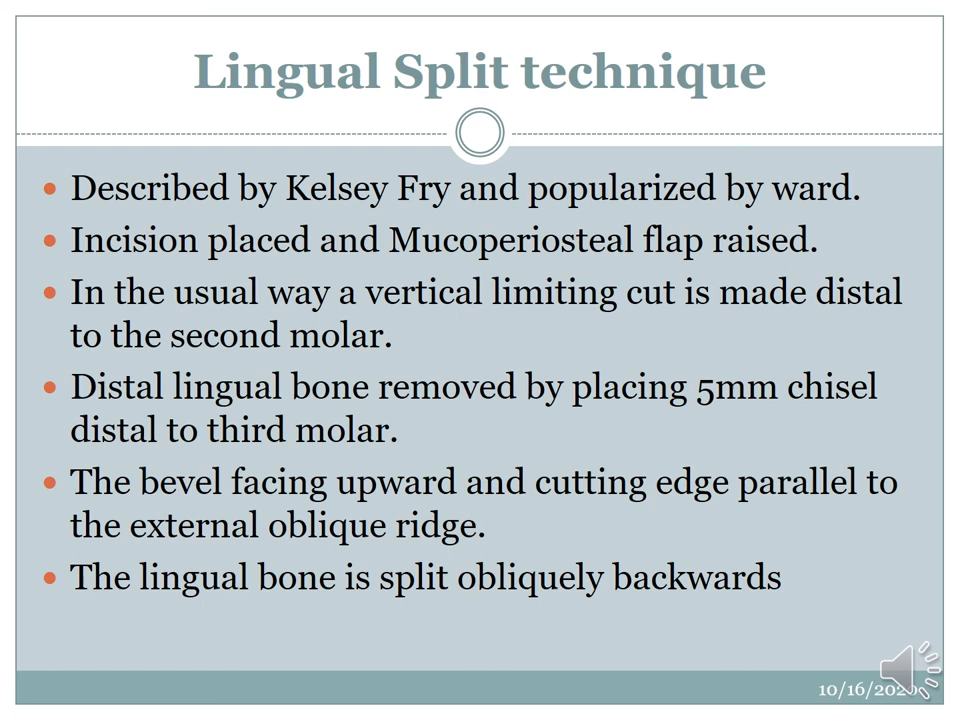 Lingual Split technique
Described by Kelsey Fry and popularized by ward.
Incision placed and Mucoperiosteal flap raised.
In the usual way a vertical limiting cut is made distal
to the second molar.
Distal lingual bone removed by placing 5mm chisel
distal to third molar.
The bevel facing upward and cutting edge parallel to
the external oblique ridge.
The lingual bone is split obliquely backwards
10/16/2020